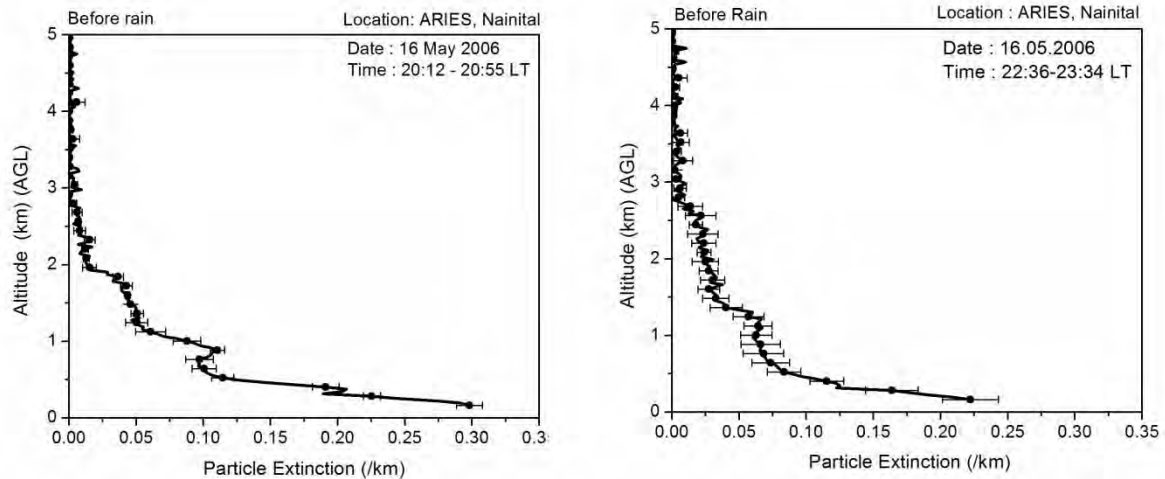 Before rain
Location: ARIES, Nainital
Date : 16 May 2006
Time : 20:12 - 20:55 LT
5
4
3
2
1
0
Altitude (km) (AGL)
0.00 0.05 0.10 0.15 0.20 0.25 0.30 0.35
Particle Extinction (/km)
Before Rain
Location: ARIES, Nainital
Date : 16.05.2006
Time : 22:36-23:34 LT
5
4
3
2
1
0
Altitude (km) (AGL)
0.00 0.05 0.10 0.15 0.20 0.25 0.30 0.35
Particle Extinction (/km)